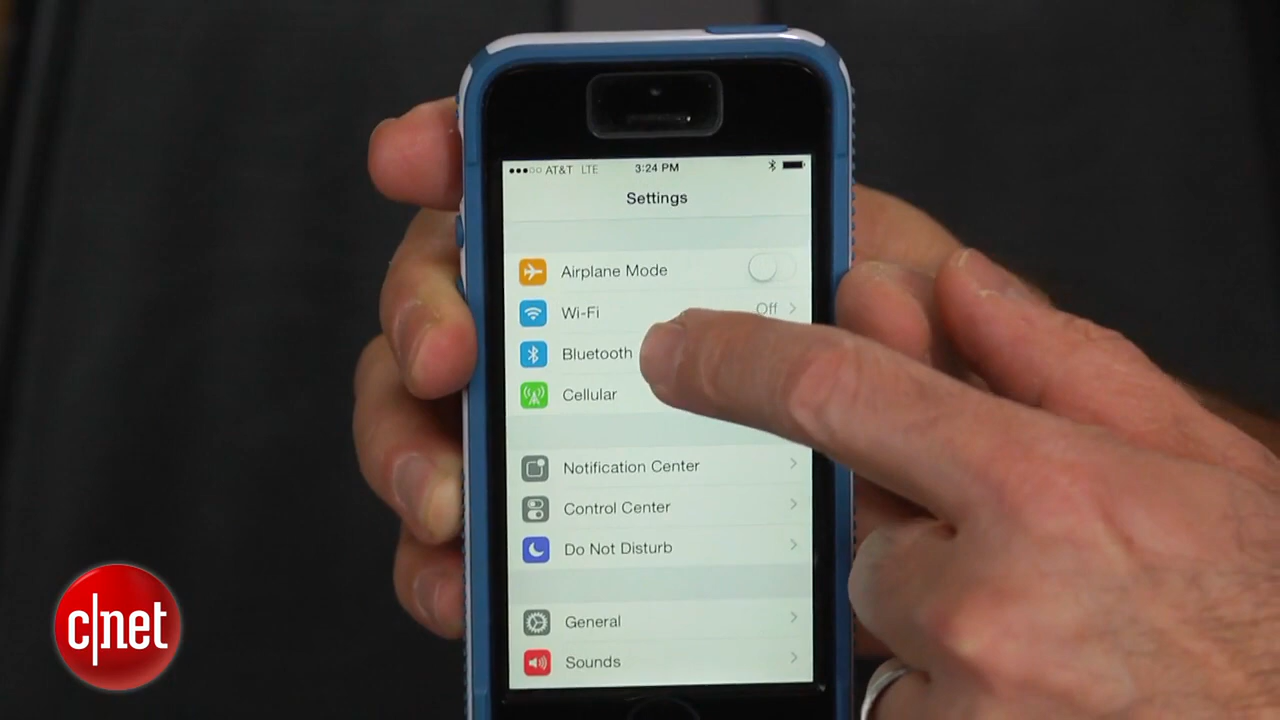 AT&T LTE 3:24 PM
Settings
Airplane Mode
Wi-Fi Off
Bluetooth
Cellular
Notification Center
Control Center
Do Not Disturb
General
Sounds
c|net